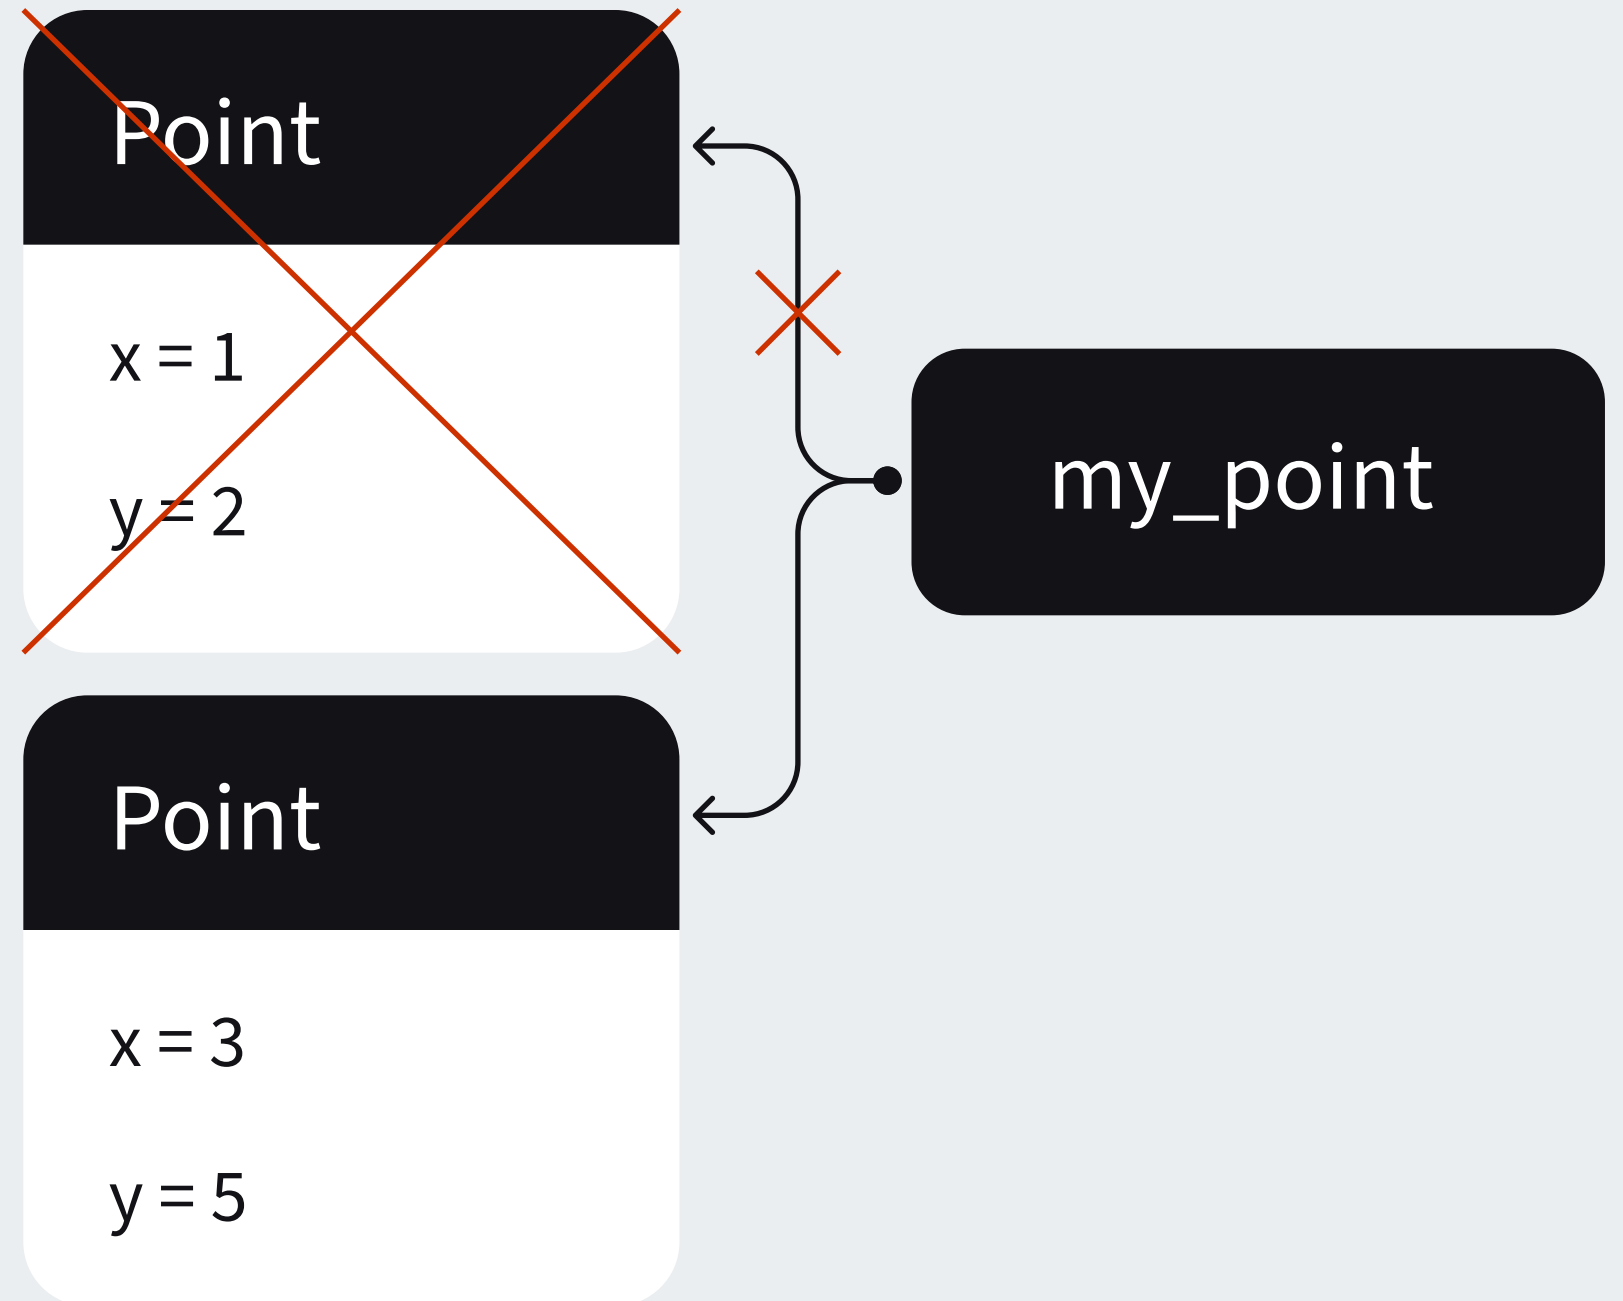 Point
x = 1
y = 2
my_point
Point
x = 3
y = 5